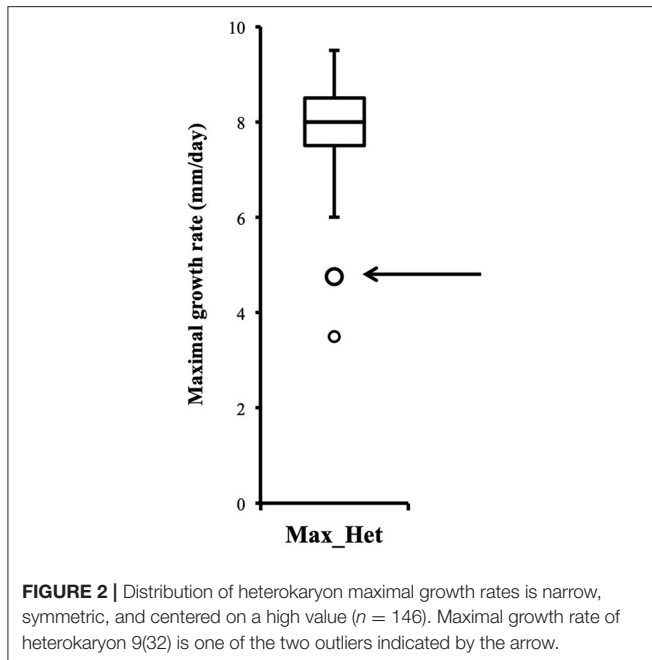 10
8
6
4
2
0
Maximal growth rate (mm/day)
Max_Het
FIGURE 2 | Distribution of heterokaryon maximal growth rates is narrow,
symmetric, and centered on a high value (n = 146). Maximal growth rate of
heterokaryon 9(32) is one of the two outliers indicated by the arrow.